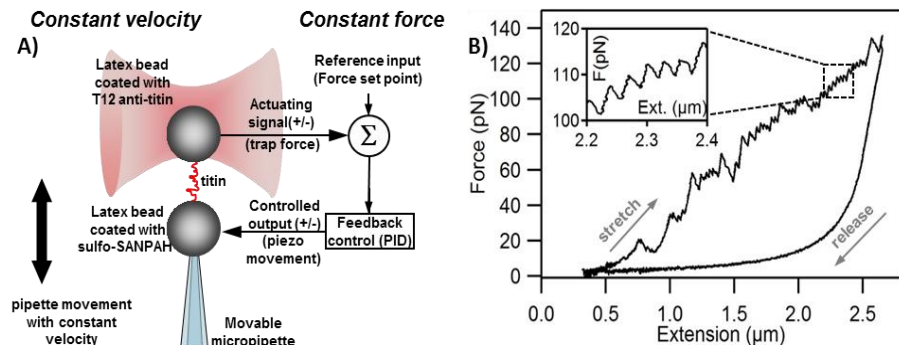 Constant velocity
Constant force
A)
Latex bead
coated with
T12 anti-titin
Actuating
signal(+/-)
(trap force)
Reference input
(Force set point)
Σ
titin
Latex bead
coated with
sulfo-SANPAH
Controlled
output (+/-)
(piezo
movement)
Feedback
control (PID)
pipette movement
with constant
velocity
Movable
micropipette
B)
140
120
100
80
60
40
20
0
Force (pN)
0.0
0.5
1.0
1.5
2.0
2.5
Extension (μm)
stretch
release
F(pN)
120
110
100
Ext. (μm)
2.2
2.3
2.4